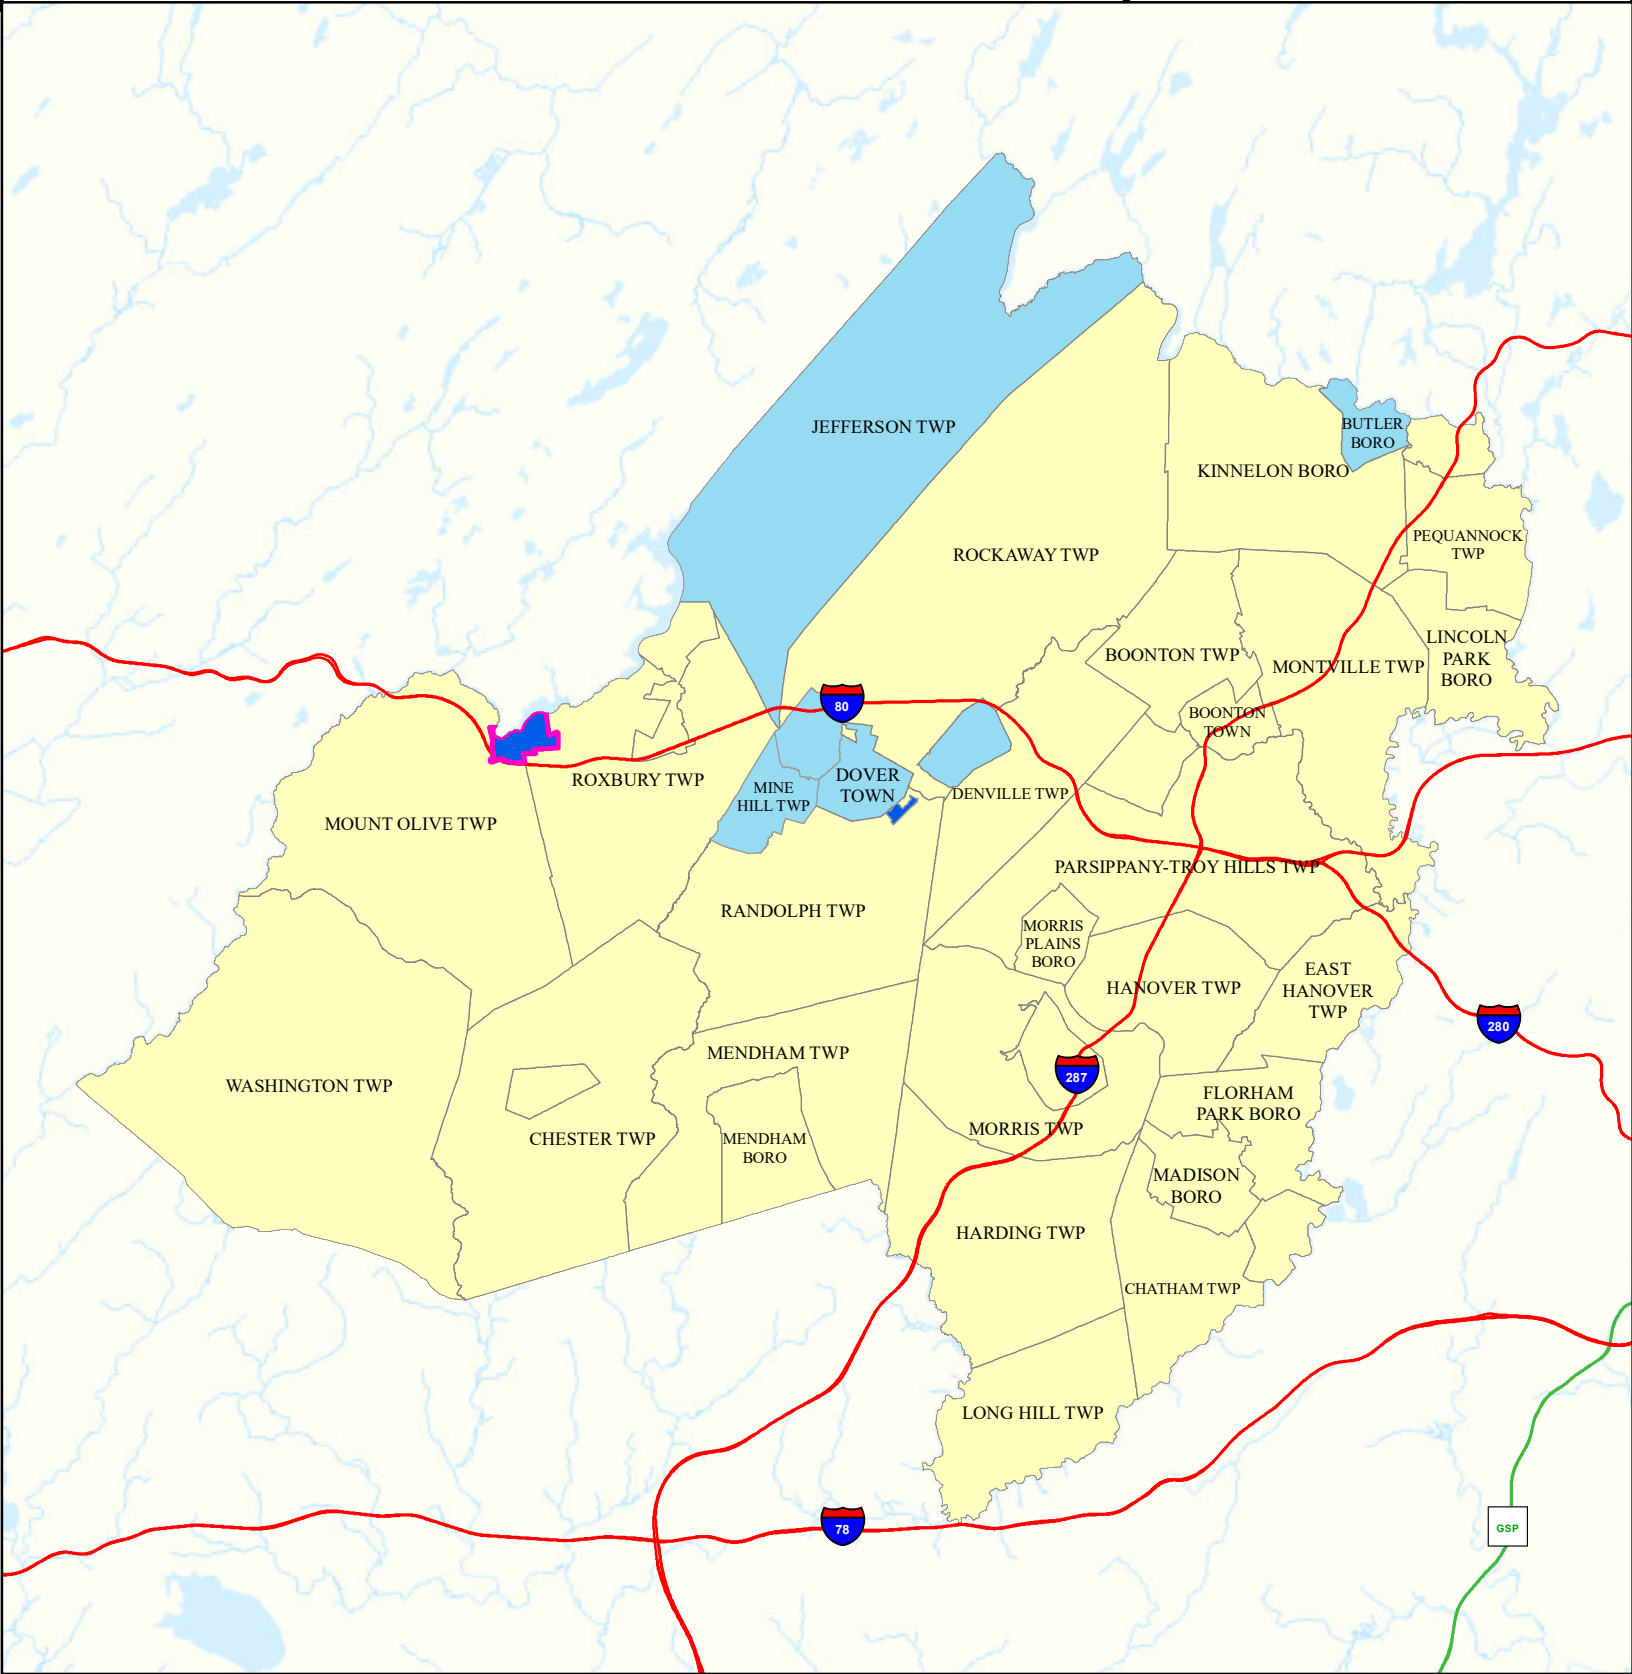 JEFFERSON TWP
BUTLER
BORO
KINNELON BORO
PEQUANNOCK
TWP
ROCKAWAY TWP
LINCOLN
PARK
BORO
BOONTON TWP
MONTVILLE TWP
BOONTON
TOWN
80
ROXBURY TWP
MINE
HILL TWP
DOVER
TOWN
DENVILLE TWP
MOUNT OLIVE TWP
PARSIPPANY-TROY HILLS TWP
RANDOLPH TWP
MORRIS
PLAINS
BORO
EAST
HANOVER
TWP
HANOVER TWP
280
MENDHAM TWP
287
WASHINGTON TWP
FLORHAM
PARK BORO
CHESTER TWP
MENDHAM
BORO
MORRIS TWP
MADISON
BORO
HARDING TWP
CHATHAM TWP
LONG HILL TWP
78
GSP